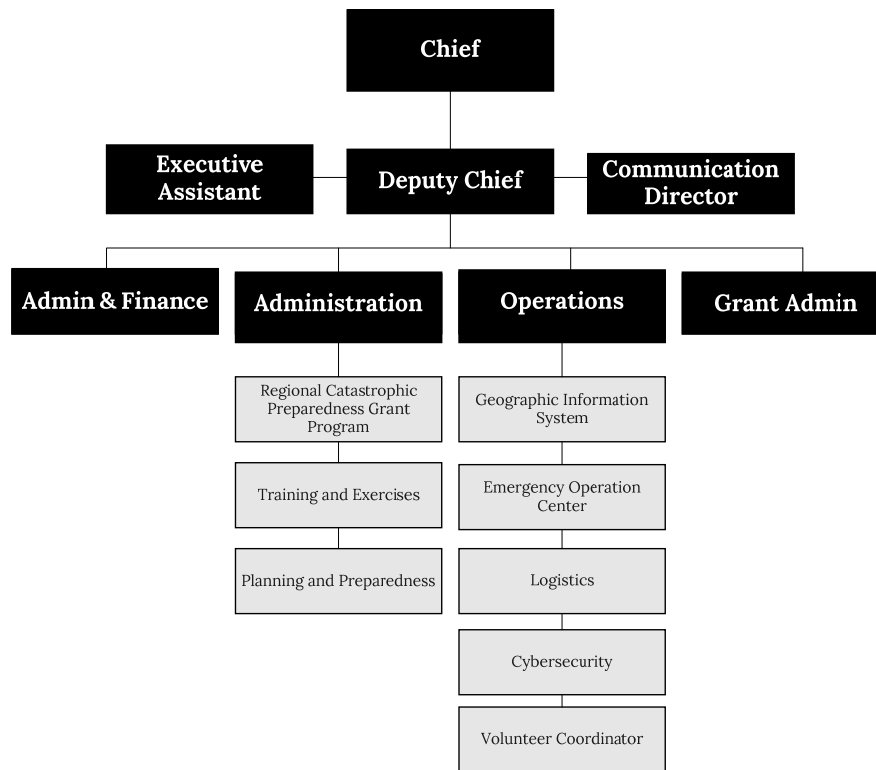 Chief
Executive
Assistant
Deputy Chief
Communication
Director
Admin & Finance
Administration
Operations
Grant Admin
Regional Catastrophic
Preparedness Grant
Program
Training and Exercises
Planning and Preparedness
Geographic Information
System
Emergency Operation
Center
Logistics
Cybersecurity
Volunteer Coordinator